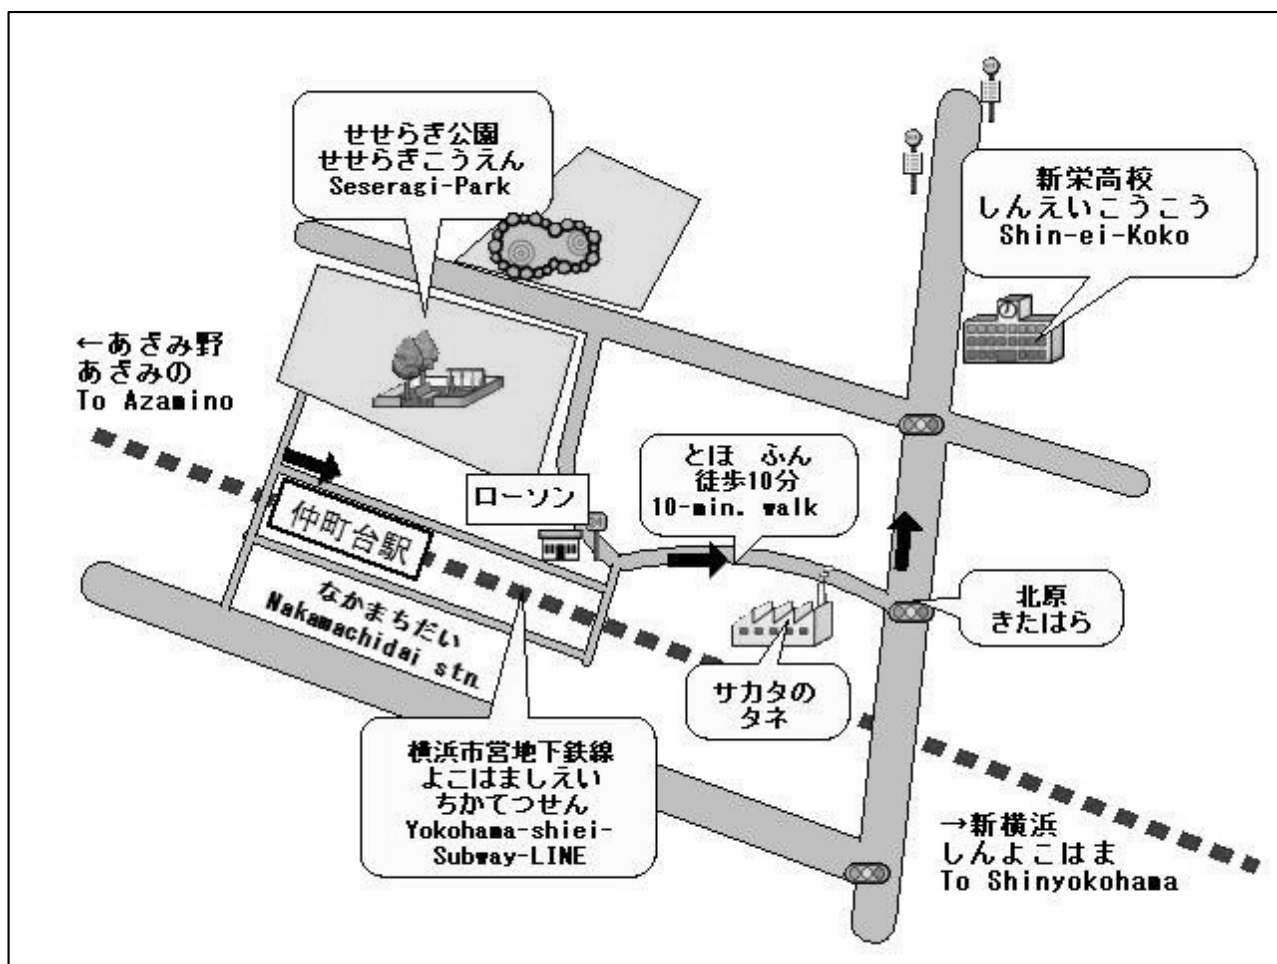 せせらぎ公園
せせらぎこうえん
Seseragi-Park
新栄高校
しんえいこうこう
Shin-ei-Koko
←あざみ野
あざみの
To Azamino
とほ　ふん
徒歩10分
10-min. walk
ローソン
仲町台駅
なかまちだい
Nakamachidai stn.
北原
きたはら
サカタの
タネ
横浜市営地下鉄線
よこはましえい
ちかてつせん
Yokohama-shiei-
Subway-LINE
→新横浜
しんよこはま
To Shinyokohama